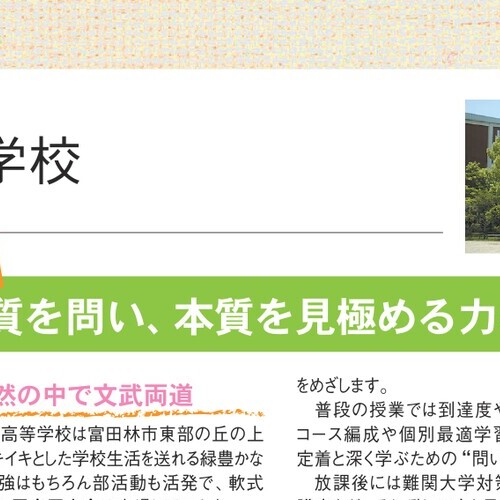 学校
質を問い、本質を見極める力
然の中で文武両道
高等学校は富田林市東部の丘の上
イキとした学校生活を送れる緑豊かな
強はもちろん部活動も活発で、軟式
をめざします。
普段の授業では到達度や
コース編成や個別最適学習
定着と深く学ぶための“問い
放課後には難関大学対策